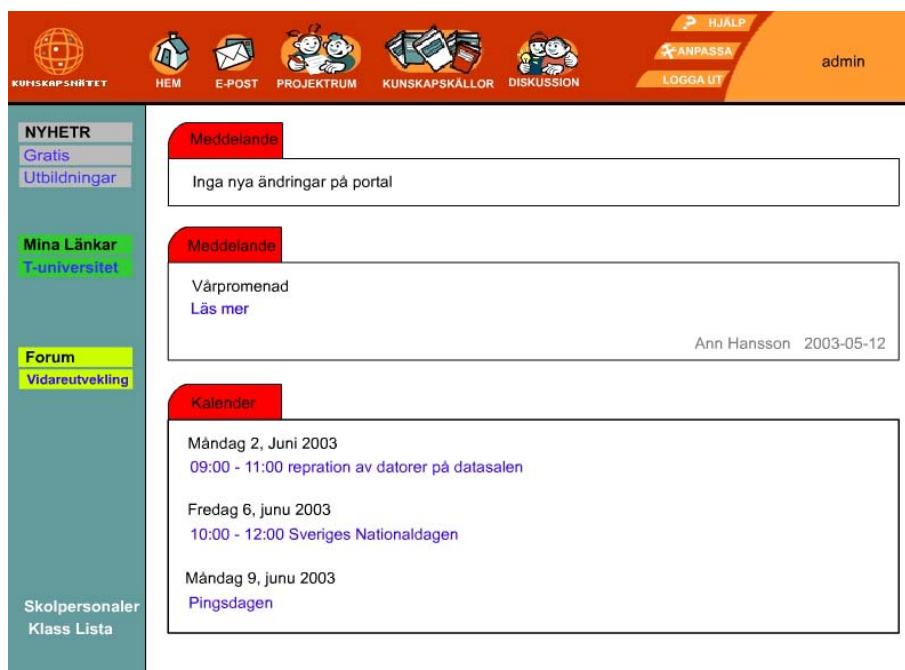 KUNSKAPSNÄTET
HEM
E-POST
PROJEKTRUM
KUNSKAPSKÄLLOR
DISKUSSION
? HJÄLP
ANPASSA
LOGGA UT
admin
NYHETR
Gratis
Utbildningar
Mina Länkar
T-universitet
Forum
Vidareutvekling
Skolpersonaler
Klass Lista
Meddelande
Inga nya ändringar på portal
Meddelande
Vårpromenad
Läs mer
Ann Hansson 2003-05-12
Kalender
Måndag 2, Juni 2003
09:00 - 11:00 repration av datorer på datasalen
Fredag 6, junu 2003
10:00 - 12:00 Sveriges Nationaldagen
Måndag 9, junu 2003
Pingsdagen